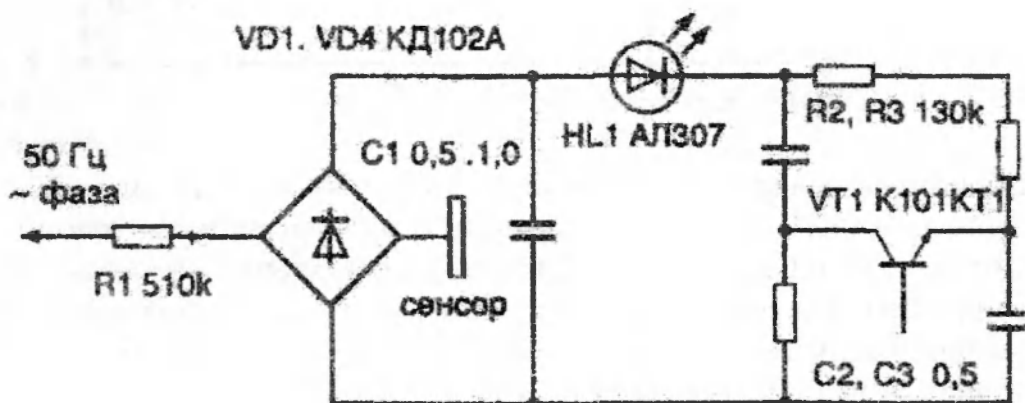 VD1. VD4 КД102А
R2, R3 130k
HL1 АЛ307
C1 0,5 .1,0
50 Гц
~ фаза
VT1 К101КТ1
R1 510k
сенсор
C2, C3 0,5